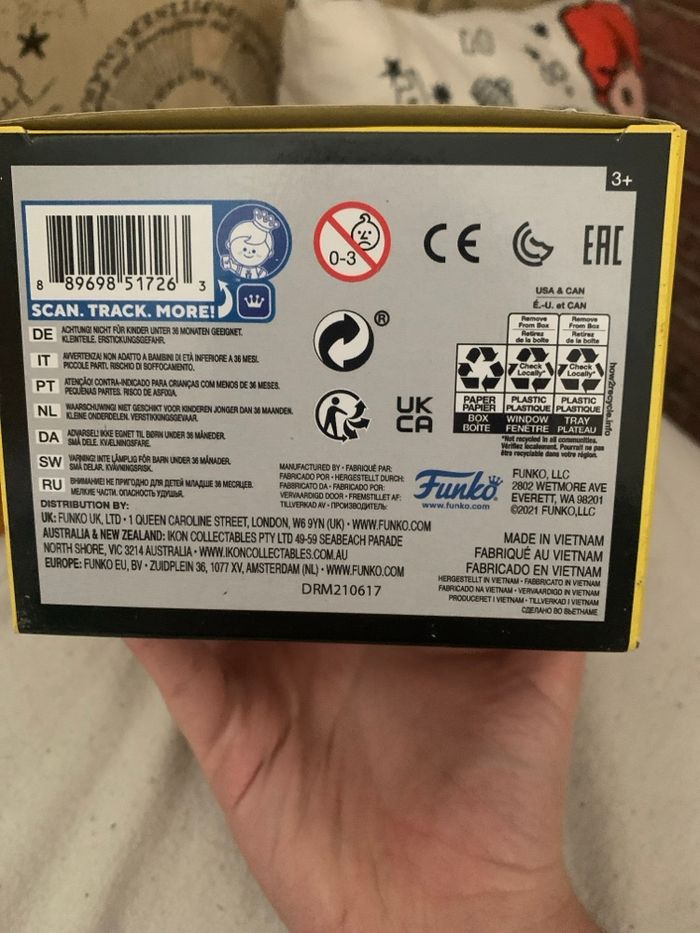 3+
0-3
CE
EAC
8 89698 51726 3
SCAN. TRACK. MORE!
®
UK
CA
USA & CAN
É.-U. et CAN
Remove From Box
Retirez de la boîte
Remove From Box
Retirez de la boîte
Check Locally*
Check Locally*
PAPER
PAPIER
PLASTIC
PLASTIQUE
PLASTIC
PLASTIQUE
BOX
BOÎTE
WINDOW
FENÊTRE
TRAY
PLATEAU
*Not recycled in all communities.
Vérifiez localement. Pourrait ne pas
être recyclable dans votre région.
how2recycle.info
DE ACHTUNG! NICHT FÜR KINDER UNTER 36 MONATEN GEEIGNET.
KLEINTEILE. ERSTICKUNGSGEFAHR.
IT AVVERTENZA! NON ADATTO A BAMBINI DI ETÀ INFERIORE A 36 MESI.
PICCOLE PARTI. RISCHIO DI SOFFOCAMENTO.
PT ATENÇÃO! CONTRA-INDICADO PARA CRIANÇAS COM MENOS DE 36 MESES.
PEQUENAS PARTES. RISCO DE ASFIXIA.
NL WAARSCHUWING! NIET GESCHIKT VOOR KINDEREN JONGER DAN 36 MAANDEN.
KLEINE ONDERDELEN. VERSTIKKINGSGEVAAR.
DA ADVARSEL! IKKE EGNET TIL BØRN UNDER 36 MÅNEDER.
SMÅ DELE. KVÆLNINGSFARE.
SW VARNING! INTE LÄMPLIG FÖR BARN UNDER 36 MÅNADER.
SMÅ DELAR. KVÄVNINGSRISK.
RU ВНИМАНИЕ! НЕ ПРИГОДНО ДЛЯ ДЕТЕЙ МЛАДШЕ 36 МЕСЯЦЕВ.
МЕЛКИЕ ЧАСТИ. ОПАСНОСТЬ УДУШЬЯ.
MANUFACTURED BY • FABRIQUÉ PAR:
FABRICADO POR • HERGESTELLT DURCH:
FABBRICATO DA • FABRICADO POR:
VERVAARDIGD DOOR • FREMSTILLET AF:
TILLVERKAD AV • ПРОИЗВОДИТЕЛЬ:
Funko®
www.funko.com
FUNKO, LLC
2802 WETMORE AVE
EVERETT, WA 98201
©2021 FUNKO,LLC
DISTRIBUTION BY:
UK: FUNKO UK, LTD • 1 QUEEN CAROLINE STREET, LONDON, W6 9YN (UK) • WWW.FUNKO.COM
AUSTRALIA & NEW ZEALAND: IKON COLLECTABLES PTY LTD 49-59 SEABEACH PARADE
NORTH SHORE, VIC 3214 AUSTRALIA • WWW.IKONCOLLECTABLES.COM.AU
EUROPE: FUNKO EU, BV • ZUIDPLEIN 36, 1077 XV, AMSTERDAM (NL) • WWW.FUNKO.COM
DRM210617
MADE IN VIETNAM
FABRIQUÉ AU VIETNAM
FABRICADO EN VIETNAM
HERGESTELLT IN VIETNAM • FABBRICATO IN VIETNAM
FABRICADO NA VIETNAM • VERVAARDIGD IN VIETNAM
PRODUCERET I VIETNAM • TILLVERKAD I VIETNAM
СДЕЛАНО ВО ВЬЕТНАМЕ